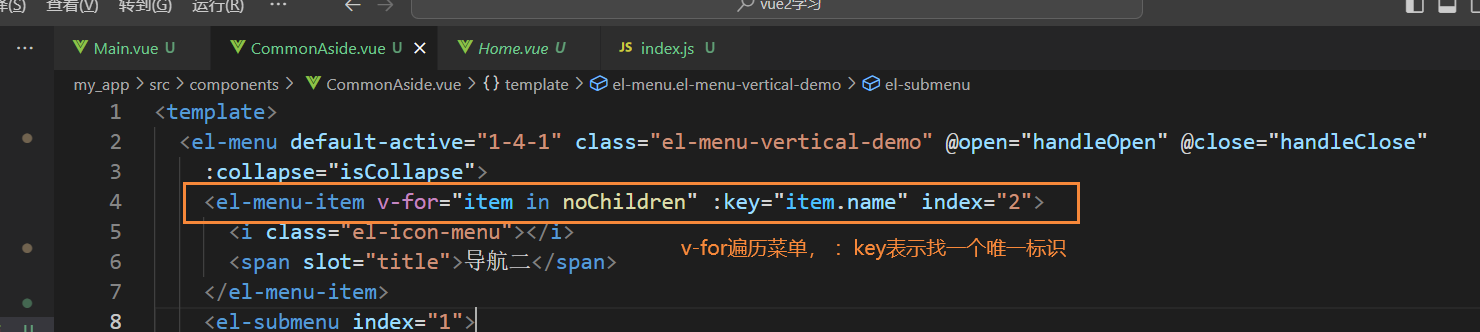 查看(V) 转到(G) 运行(R) ··· vue2学习
Main.vue U CommonAside.vue U Home.vue U JS index.js U
my_app > src > components > CommonAside.vue > {} template > el-menu.el-menu-vertical-demo > el-submenu
1 <template>
2 <el-menu default-active="1-4-1" class="el-menu-vertical-demo" @open="handleOpen" @close="handleClose"
3 :collapse="isCollapse">
4 <el-menu-item v-for="item in noChildren" :key="item.name" index="2">
5 <i class="el-icon-menu"></i>
v-for遍历菜单，：key表示找一个唯一标识
6 <span slot="title">导航二</span>
7 </el-menu-item>
8 <el-submenu index="1">